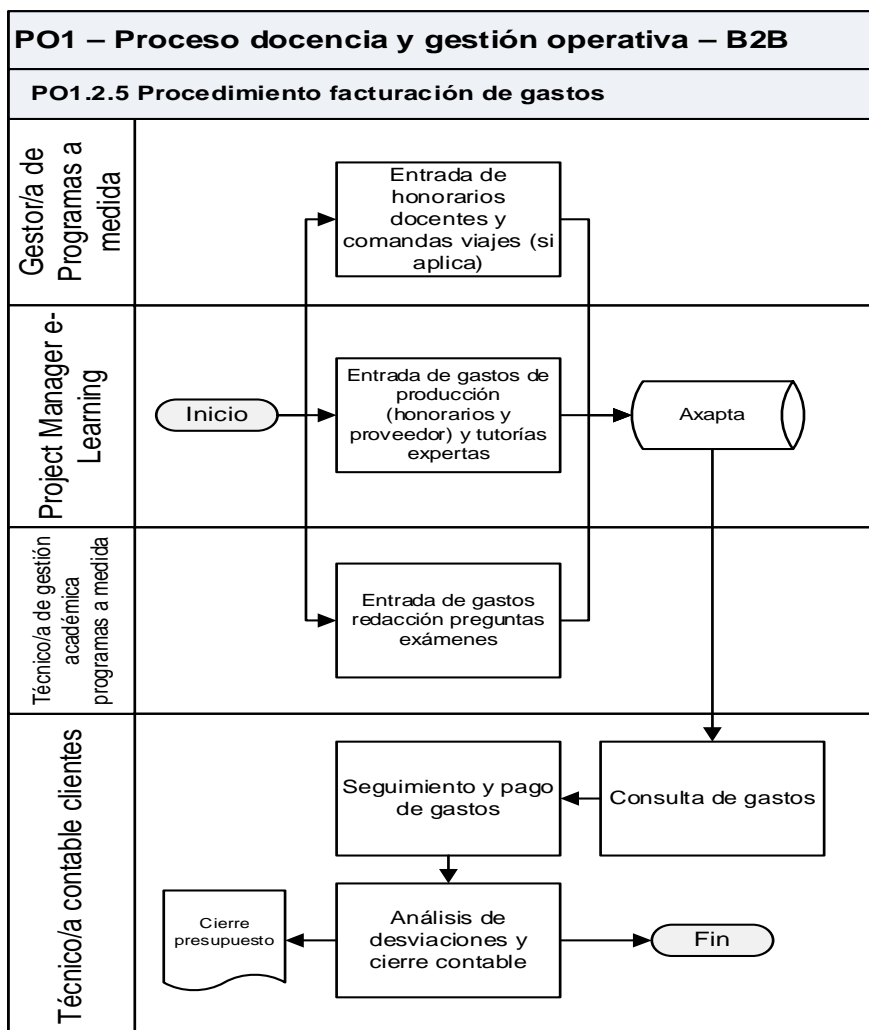 PO1 – Proceso docencia y gestión operativa – B2B
PO1.2.5 Procedimiento facturación de gastos
Gestor/a de
Programas a
medida
Entrada de
honorarios
docentes y
comandas viajes (si
aplica)
Project Manager e-
Learning
Inicio
Entrada de gastos de
producción
(honorarios y
proveedor) y tutorías
expertas
Axapta
Técnico/a de gestión
académica
programas a medida
Entrada de gastos
redacción preguntas
exámenes
Técnico/a contable clientes
Seguimiento y pago
de gastos
Consulta de gastos
Cierre
presupuesto
Análisis de
desviaciones y
cierre contable
Fin